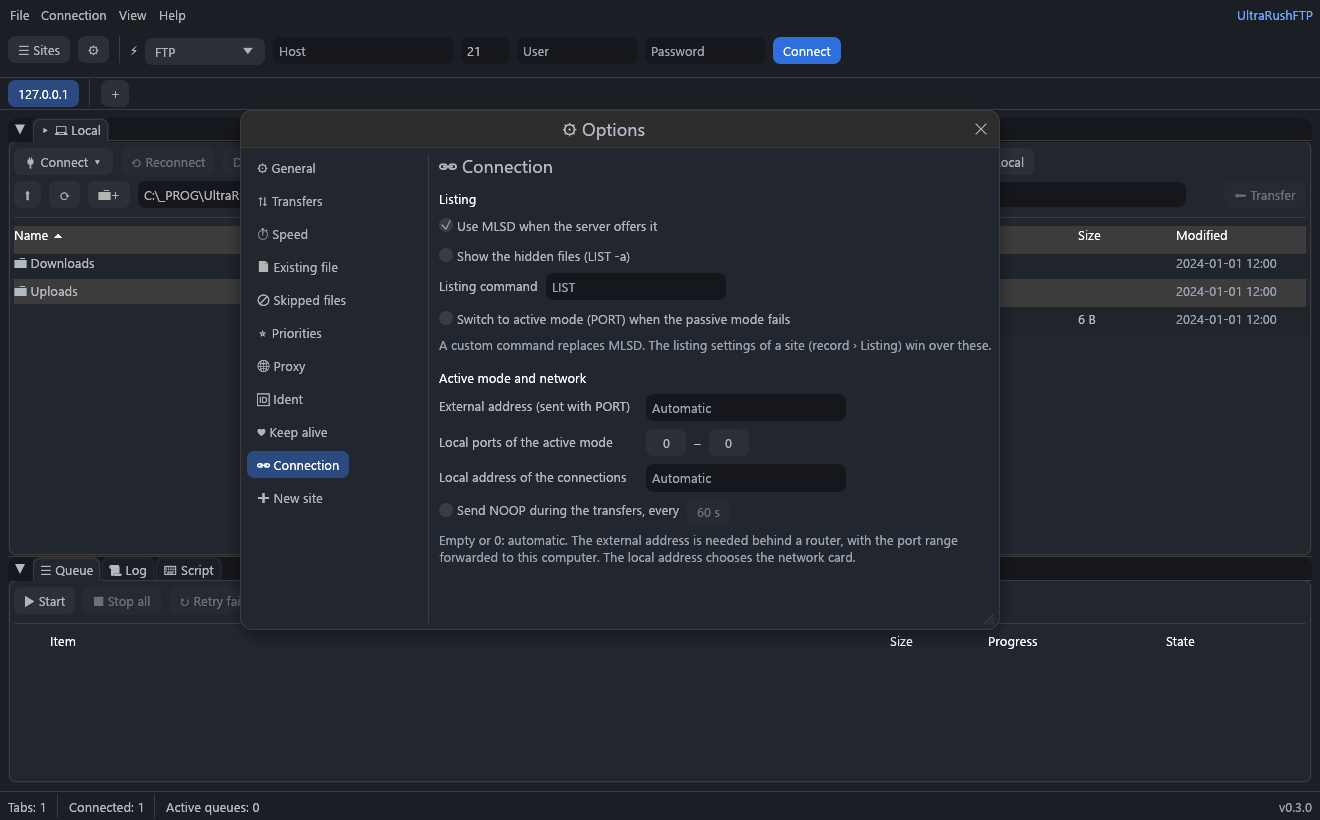 File Connection View Help UltraRushFTP
Sites FTP Host 21 User Password Connect
127.0.0.1 +
Local
Options
Connect Reconnect
C:\_PROG\UltraR
Transfer
Name Size Modified
Downloads 2024-01-01 12:00
Uploads 2024-01-01 12:00
6 B 2024-01-01 12:00
General
Transfers
Speed
Existing file
Skipped files
Priorities
Proxy
Ident
Keep alive
Connection
New site
Connection
Listing
Use MLSD when the server offers it
Show the hidden files (LIST -a)
Listing command LIST
Switch to active mode (PORT) when the passive mode fails
A custom command replaces MLSD. The listing settings of a site (record › Listing) win over these.
Active mode and network
External address (sent with PORT) Automatic
Local ports of the active mode 0 – 0
Local address of the connections Automatic
Send NOOP during the transfers, every 60 s
Empty or 0: automatic. The external address is needed behind a router, with the port range
forwarded to this computer. The local address chooses the network card.
Queue Log Script
Start Stop all Retry fai
Item Size Progress State
Tabs: 1 Connected: 1 Active queues: 0 v0.3.0